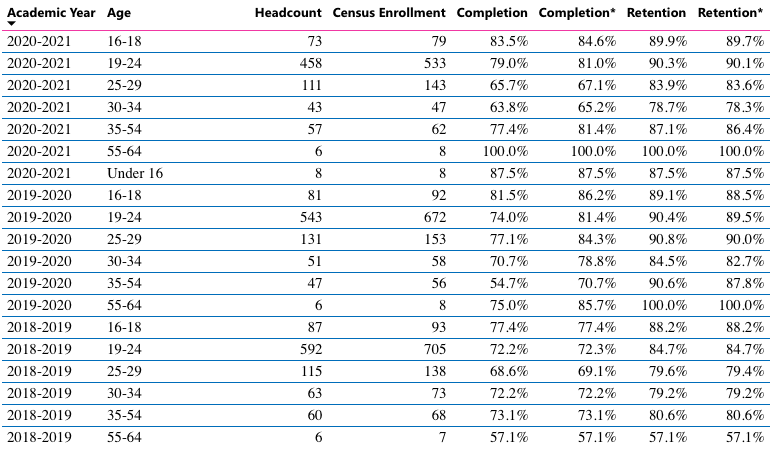 Academic Year Age Headcount Census Enrollment Completion Completion* Retention Retention*
2020-2021 16-18 73 79 83.5% 84.6% 89.9% 89.7%
2020-2021 19-24 458 533 79.0% 81.0% 90.3% 90.1%
2020-2021 25-29 111 143 65.7% 67.1% 83.9% 83.6%
2020-2021 30-34 43 47 63.8% 65.2% 78.7% 78.3%
2020-2021 35-54 57 62 77.4% 81.4% 87.1% 86.4%
2020-2021 55-64 6 8 100.0% 100.0% 100.0% 100.0%
2020-2021 Under 16 8 8 87.5% 87.5% 87.5% 87.5%
2019-2020 16-18 81 92 81.5% 86.2% 89.1% 88.5%
2019-2020 19-24 543 672 74.0% 81.4% 90.4% 89.5%
2019-2020 25-29 131 153 77.1% 84.3% 90.8% 90.0%
2019-2020 30-34 51 58 70.7% 78.8% 84.5% 82.7%
2019-2020 35-54 47 56 54.7% 70.7% 90.6% 87.8%
2019-2020 55-64 6 8 75.0% 85.7% 100.0% 100.0%
2018-2019 16-18 87 93 77.4% 77.4% 88.2% 88.2%
2018-2019 19-24 592 705 72.2% 72.3% 84.7% 84.7%
2018-2019 25-29 115 138 68.6% 69.1% 79.6% 79.4%
2018-2019 30-34 63 73 72.2% 72.2% 79.2% 79.2%
2018-2019 35-54 60 68 73.1% 73.1% 80.6% 80.6%
2018-2019 55-64 6 7 57.1% 57.1% 57.1% 57.1%